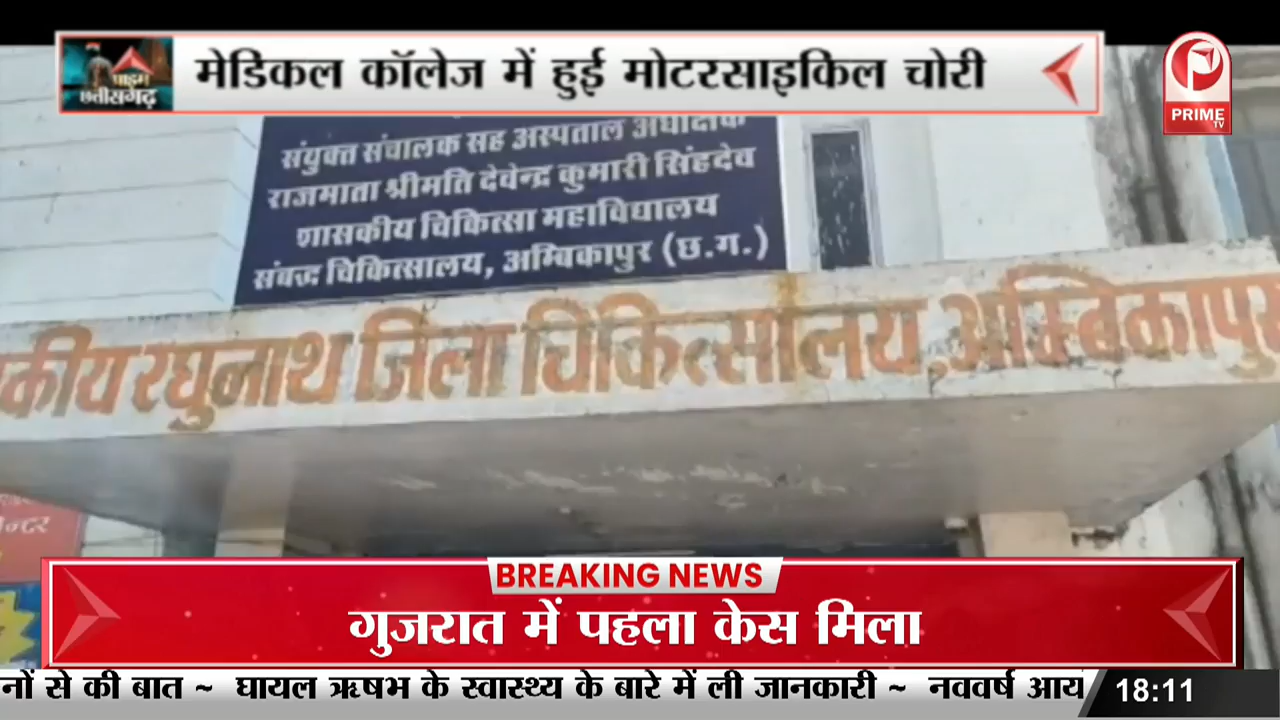 प्राइम
छत्तीसगढ़
मेडिकल कॉलेज में हुई मोटरसाइकिल चोरी
PRIME
TV
संयुक्त संचालक सह अस्पताल अधीक्षक
राजमाता श्रीमति देवेन्द्र कुमारी सिंहदेव
शासकीय चिकित्सा महाविद्यालय
संबद्ध चिकित्सालय, अम्बिकापुर (छ.ग.)
कीय रघुनाथ जिला चिकित्सालय, अम्बिकापुर
न्टर
BREAKING NEWS
गुजरात में पहला केस मिला
नों से की बात ~ घायल ऋषभ के स्वास्थ्य के बारे में ली जानकारी ~ नववर्ष आय
18:11